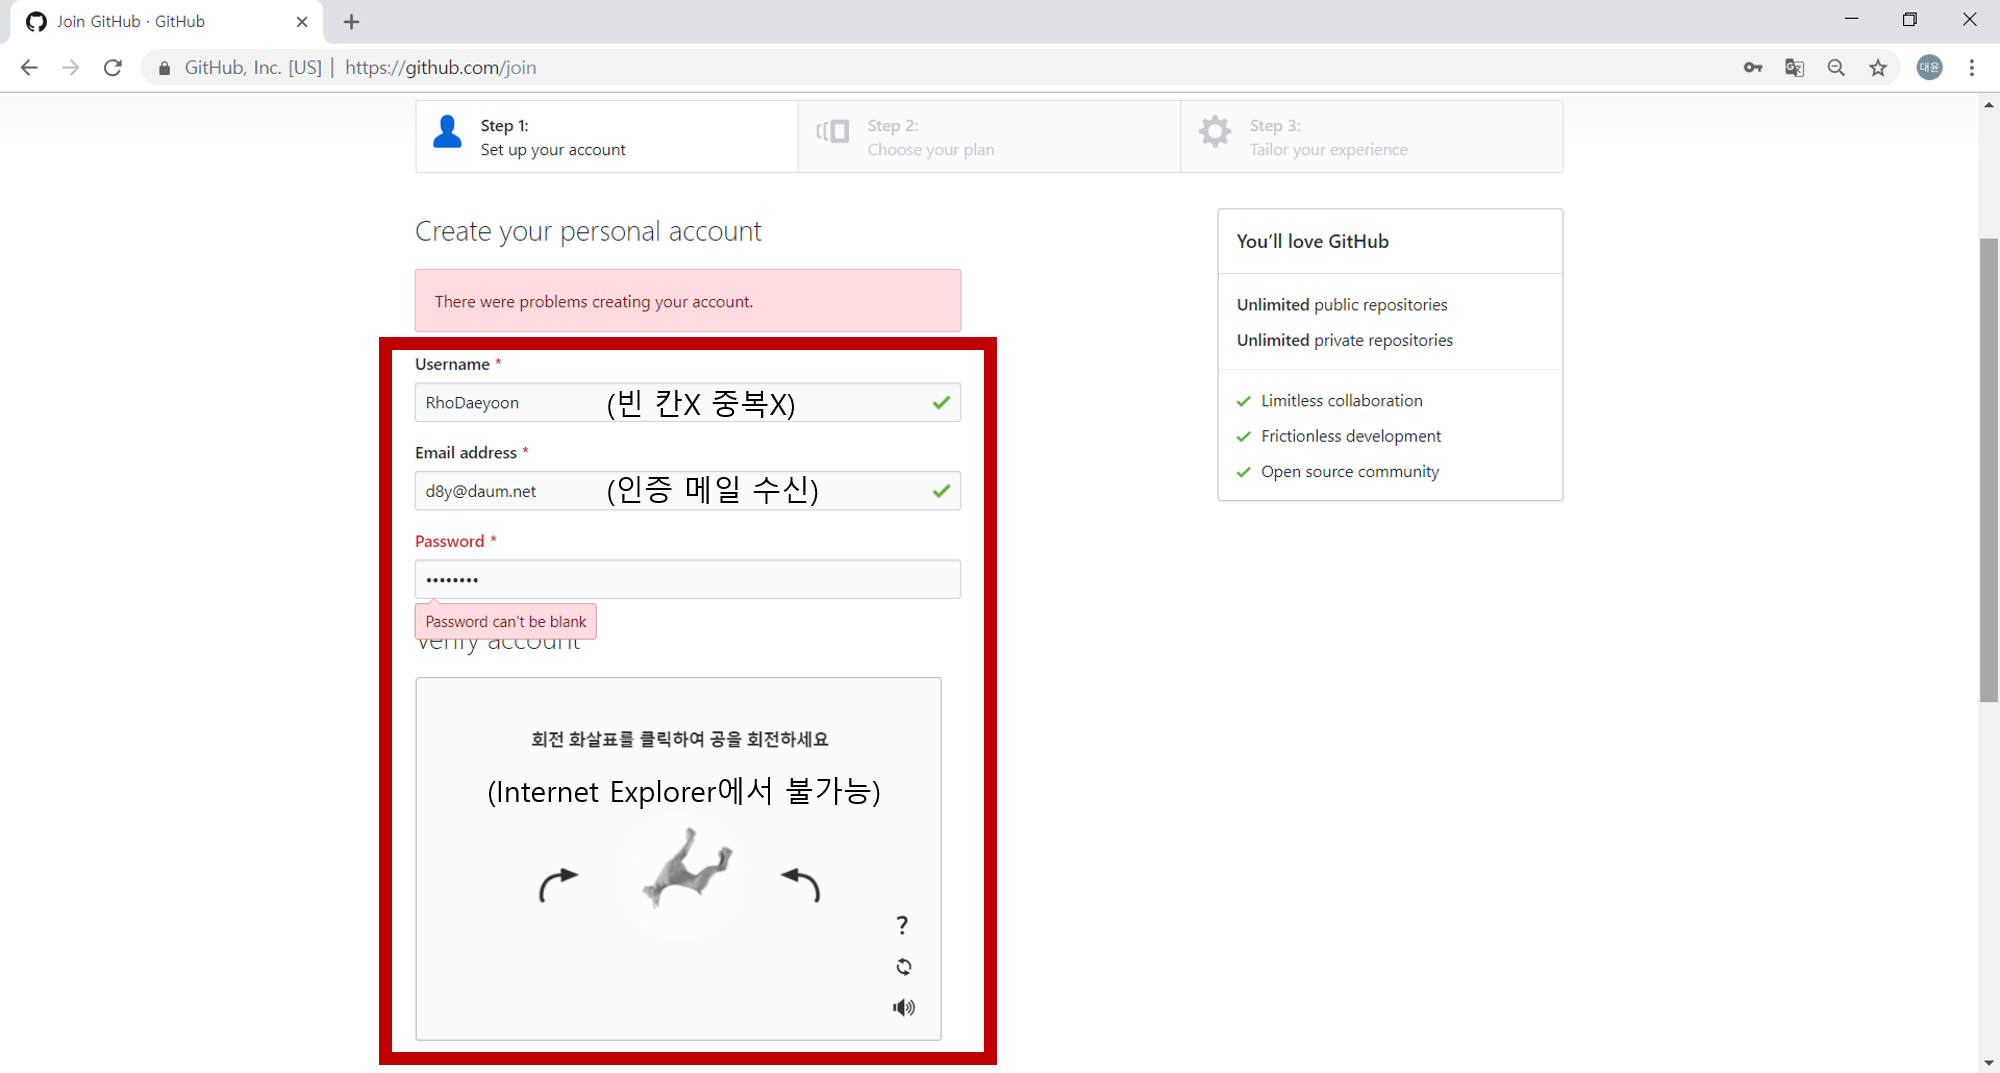 Join GitHub · GitHub
GitHub, Inc. [US] | https://github.com/join
대윤
Step 1:
Set up your account
Step 2:
Choose your plan
Step 3:
Tailor your experience
Create your personal account
There were problems creating your account.
Username *
RhoDaeyoon (빈 칸X 중복X)
Email address *
d8y@daum.net (인증 메일 수신)
Password *
••••••••
Password can't be blank
Verify account
회전 화살표를 클릭하여 공을 회전하세요
(Internet Explorer에서 불가능)
?
You'll love GitHub
Unlimited public repositories
Unlimited private repositories
Limitless collaboration
Frictionless development
Open source community